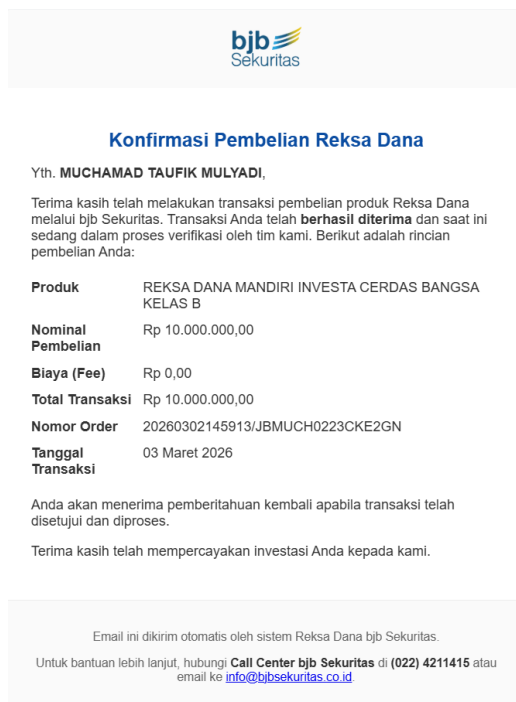 bjb
Sekuritas
Konfirmasi Pembelian Reksa Dana
Yth. MUCHAMAD TAUFIK MULYADI,
Terima kasih telah melakukan transaksi pembelian produk Reksa Dana
melalui bjb Sekuritas. Transaksi Anda telah berhasil diterima dan saat ini
sedang dalam proses verifikasi oleh tim kami. Berikut adalah rincian
pembelian Anda:
Produk REKSA DANA MANDIRI INVESTA CERDAS BANGSA
KELAS B
Nominal Rp 10.000.000,00
Pembelian
Biaya (Fee) Rp 0,00
Total Transaksi Rp 10.000.000,00
Nomor Order 20260302145913/JBMUCH0223CKE2GN
Tanggal 03 Maret 2026
Transaksi
Anda akan menerima pemberitahuan kembali apabila transaksi telah
disetujui dan diproses.
Terima kasih telah mempercayakan investasi Anda kepada kami.
Email ini dikirim otomatis oleh sistem Reksa Dana bjb Sekuritas.
Untuk bantuan lebih lanjut, hubungi Call Center bjb Sekuritas di (022) 4211415 atau
email ke info@bjbsekuritas.co.id.